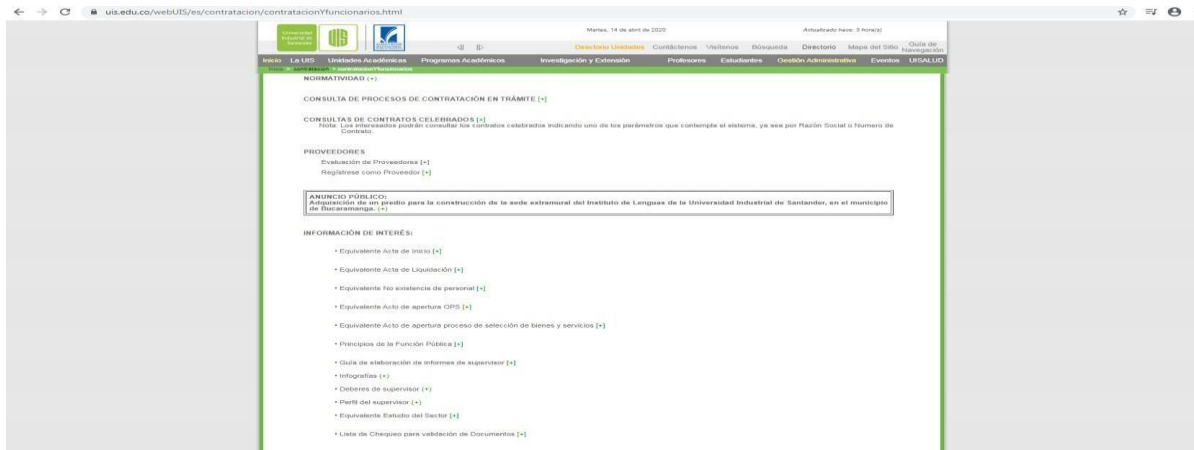 uis.edu.co/webUIS/es/contratacion/contratacionYfuncionarios.html
Universidad
Industrial de
Santander
UIS
Martes, 14 de abril de 2020
Actualizado hace: 3 hora(s)
Directorio Unidades Contáctenos Visítenos Búsqueda Directorio Mapa del Sitio Guía de Navegación
Inicio La UIS Unidades Académicas Programas Académicos Investigación y Extensión Profesores Estudiantes Gestión Administrativa Eventos UISALUD
Inicio > contratacion > contratacionYfuncionarios
NORMATIVIDAD (+)
CONSULTA DE PROCESOS DE CONTRATACIÓN EN TRÁMITE [+]
CONSULTAS DE CONTRATOS CELEBRADOS [+]
Nota: Los interesados podrán consultar los contratos celebrados indicando uno de los parámetros que contempla el sistema, ya sea por Razón Social o Numero de
Contrato.
PROVEEDORES
Evaluación de Proveedores [+]
Regístrese como Proveedor [+]
ANUNCIO PÚBLICO:
Adquisición de un predio para la construcción de la sede extramural del Instituto de Lenguas de la Universidad Industrial de Santander, en el municipio
de Bucaramanga. (+)
INFORMACIÓN DE INTERÉS:
• Equivalente Acta de Inicio [+]
• Equivalente Acta de Liquidación [+]
• Equivalente No existencia de personal [+]
• Equivalente Acto de apertura OPS [+]
• Equivalente Acto de apertura proceso de selección de bienes y servicios [+]
• Principios de la Función Pública [+]
• Guía de elaboración de informes de supervisor [+]
• Infografías (+)
• Deberes de supervisor (+)
• Perfil del supervisor (+)
• Equivalente Estudio del Sector [+]
• Lista de Chequeo para validación de Documentos [+]